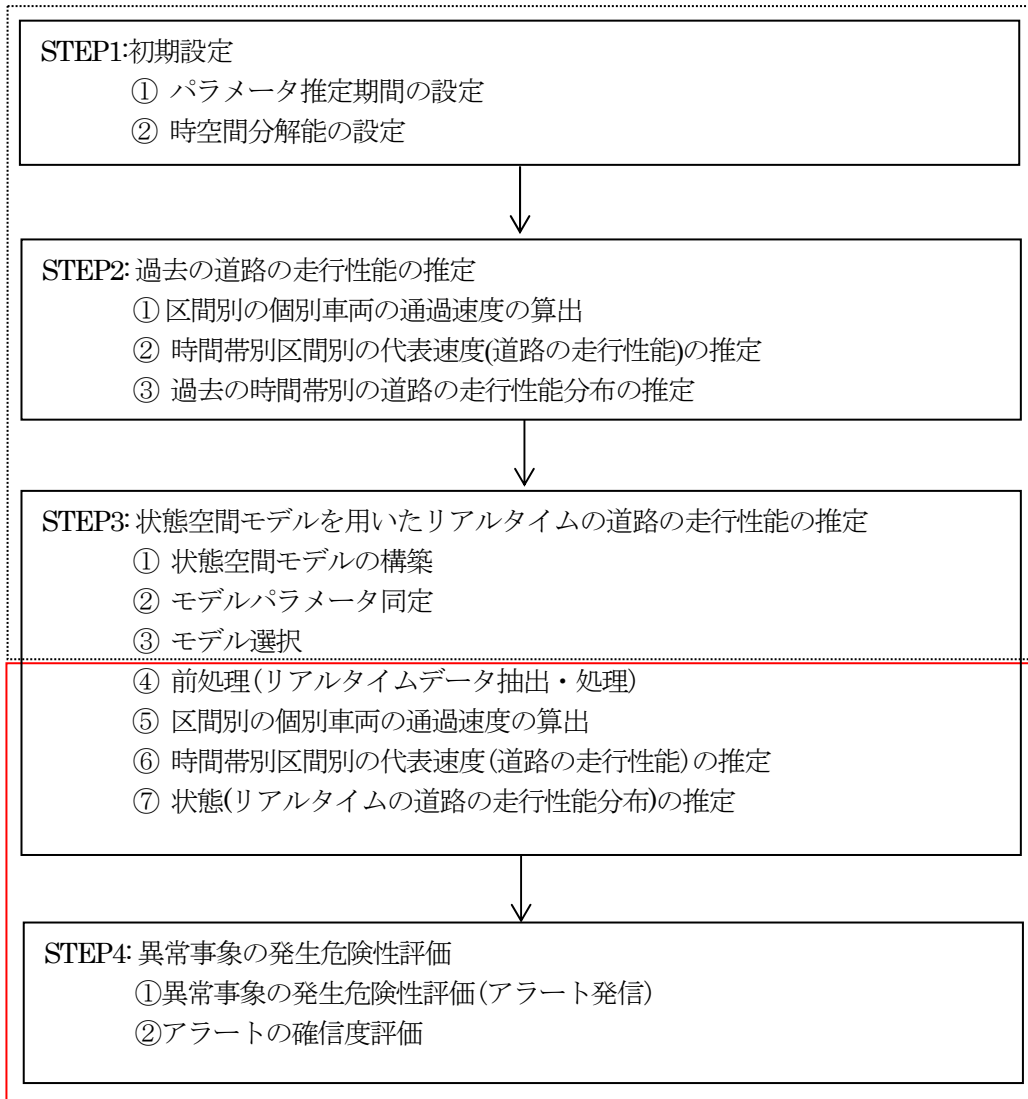 STEP1:初期設定
① パラメータ推定期間の設定
② 時空間分解能の設定
STEP2: 過去の道路の走行性能の推定
①区間別の個別車両の通過速度の算出
② 時間帯別区間別の代表速度(道路の走行性能)の推定
③ 過去の時間帯別の道路の走行性能分布の推定
STEP3: 状態空間モデルを用いたリアルタイムの道路の走行性能の推定
① 状態空間モデルの構築
② モデルパラメータ同定
③ モデル選択
④ 前処理(リアルタイムデータ抽出・処理)
⑤ 区間別の個別車両の通過速度の算出
⑥ 時間帯別区間別の代表速度(道路の走行性能)の推定
⑦ 状態(リアルタイムの道路の走行性能分布)の推定
STEP4: 異常事象の発生危険性評価
①異常事象の発生危険性評価(アラート発信)
②アラートの確信度評価